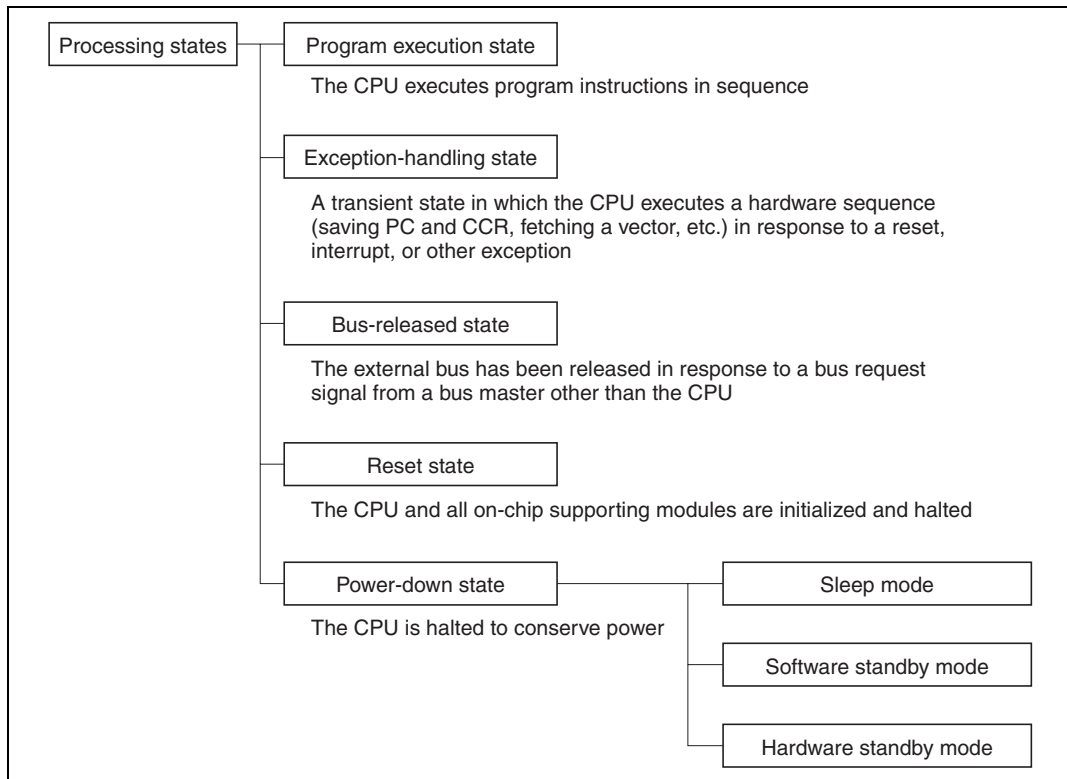 Processing states
Program execution state
The CPU executes program instructions in sequence
Exception-handling state
A transient state in which the CPU executes a hardware sequence
(saving PC and CCR, fetching a vector, etc.) in response to a reset,
interrupt, or other exception
Bus-released state
The external bus has been released in response to a bus request
signal from a bus master other than the CPU
Reset state
The CPU and all on-chip supporting modules are initialized and halted
Power-down state
The CPU is halted to conserve power
Sleep mode
Software standby mode
Hardware standby mode